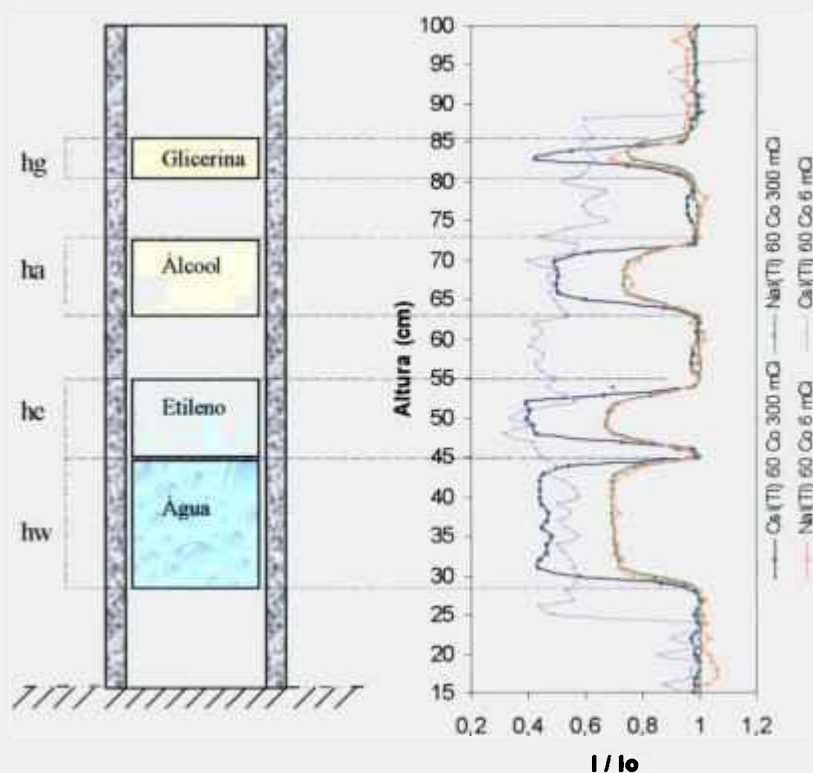 hg
Glicerina
ha
Álcool
he
Etileno
hw
Água
Altura (cm)
100
95
90
85
80
75
70
65
60
55
50
45
40
35
30
25
20
15
0,2
0,4
0,6
0,8
1
1,2
I / Io
CsI(Tl) 60 Co 300 mCi
NaI(Tl) 60 Co 300 mCi
NaI(Tl) 60 Co 6 mCi
CsI(Tl) 60 Co 6 mCi